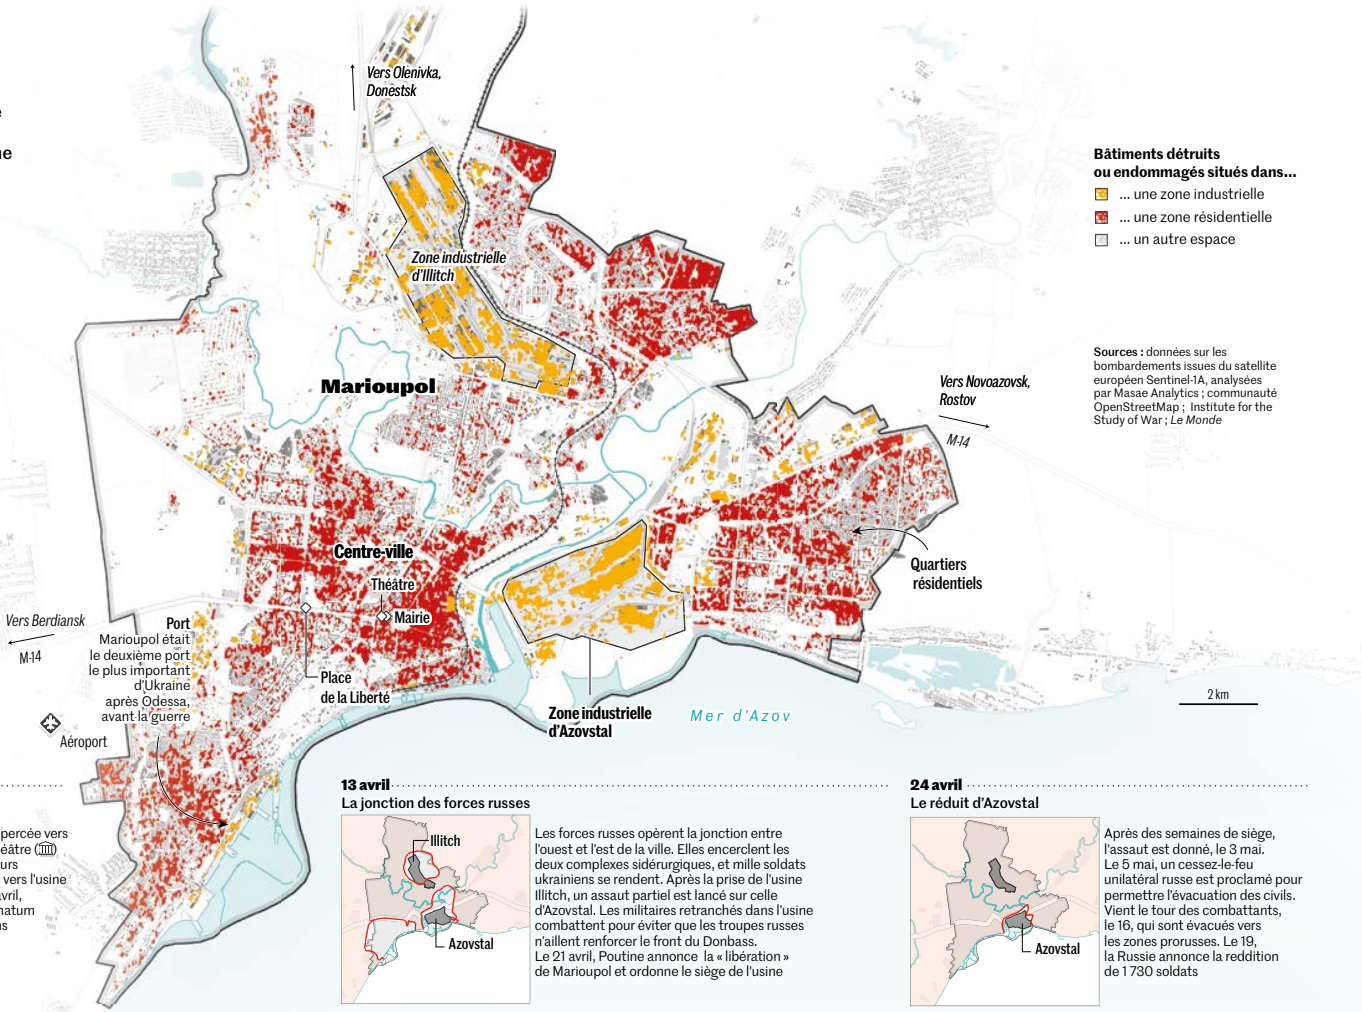 e
ne
Vers Olènivka,
Donestsk
Zone industrielle
d'Illitch
Marioupol
Bâtiments détruits
ou endommagés situés dans...
... une zone industrielle
... une zone résidentielle
... un autre espace
Sources : données sur les
bombardements issues du satellite
européen Sentinel-1A, analysées
par Masae Analytics ; communauté
OpenStreetMap ; Institute for the
Study of War ; Le Monde
Vers Novoazovsk,
Rostov
M-14
Centre-ville
Théâtre
Mairie
Quartiers
résidentiels
Vers Berdiansk
M-14
Port
Marioupol était
le deuxième port
le plus important
d'Ukraine
après Odessa,
avant la guerre
Place
de la Liberté
Aéroport
Zone industrielle
d'Azovstal
Mer d'Azov
2 km
percée vers
éâtre ( )
urs
vers l'usine
avril,
matum
ns
13 avril
La jonction des forces russes
Illitch
Azovstal
Les forces russes opèrent la jonction entre
l'ouest et l'est de la ville. Elles encerclent les
deux complexes sidérurgiques, et mille soldats
ukrainiens se rendent. Après la prise de l'usine
Illitch, un assaut partiel est lancé sur celle
d'Azovstal. Les militaires retranchés dans l'usine
combattent pour éviter que les troupes russes
n'aillent renforcer le front du Donbass.
Le 21 avril, Poutine annonce la « libération »
de Marioupol et ordonne le siège de l'usine
24 avril
Le réduit d'Azovstal
Azovstal
Après des semaines de siège,
l'assaut est donné, le 3 mai.
Le 5 mai, un cessez-le-feu
unilatéral russe est proclamé pour
permettre l'évacuation des civils.
Vient le tour des combattants,
le 16, qui sont évacués vers
les zones prorusses. Le 19,
la Russie annonce la reddition
de 1 730 soldats